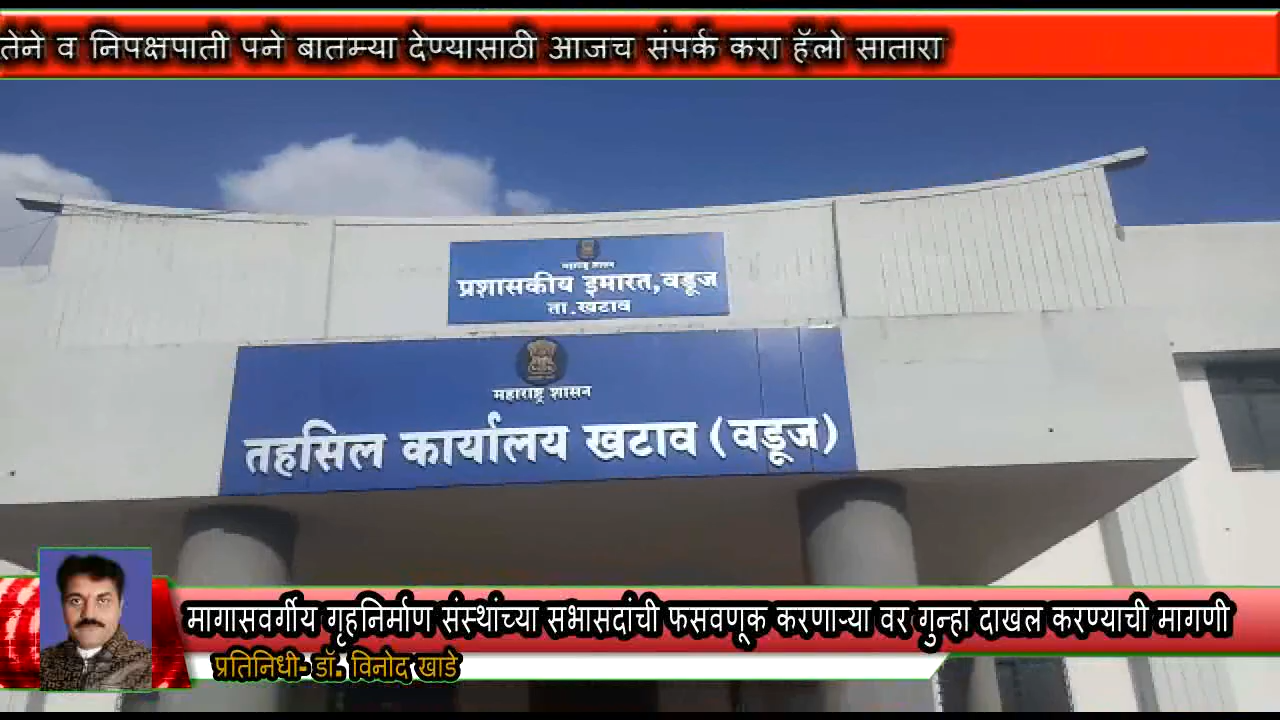 तेने व निपक्षपाती पने बातम्या देण्यासाठी आजच संपर्क करा हॅलो सातारा
महाराष्ट्र शासन
प्रशासकीय इमारत,वडूज
ता.खटाव
महाराष्ट्र शासन
तहसिल कार्यालय खटाव (वडूज)
मागासवर्गीय गृहनिर्माण संस्थांच्या सभासदांची फसवणूक करणाऱ्या वर गुन्हा दाखल करण्याची मागणी
प्रतिनिधी- डॉ. विनोद खाडे